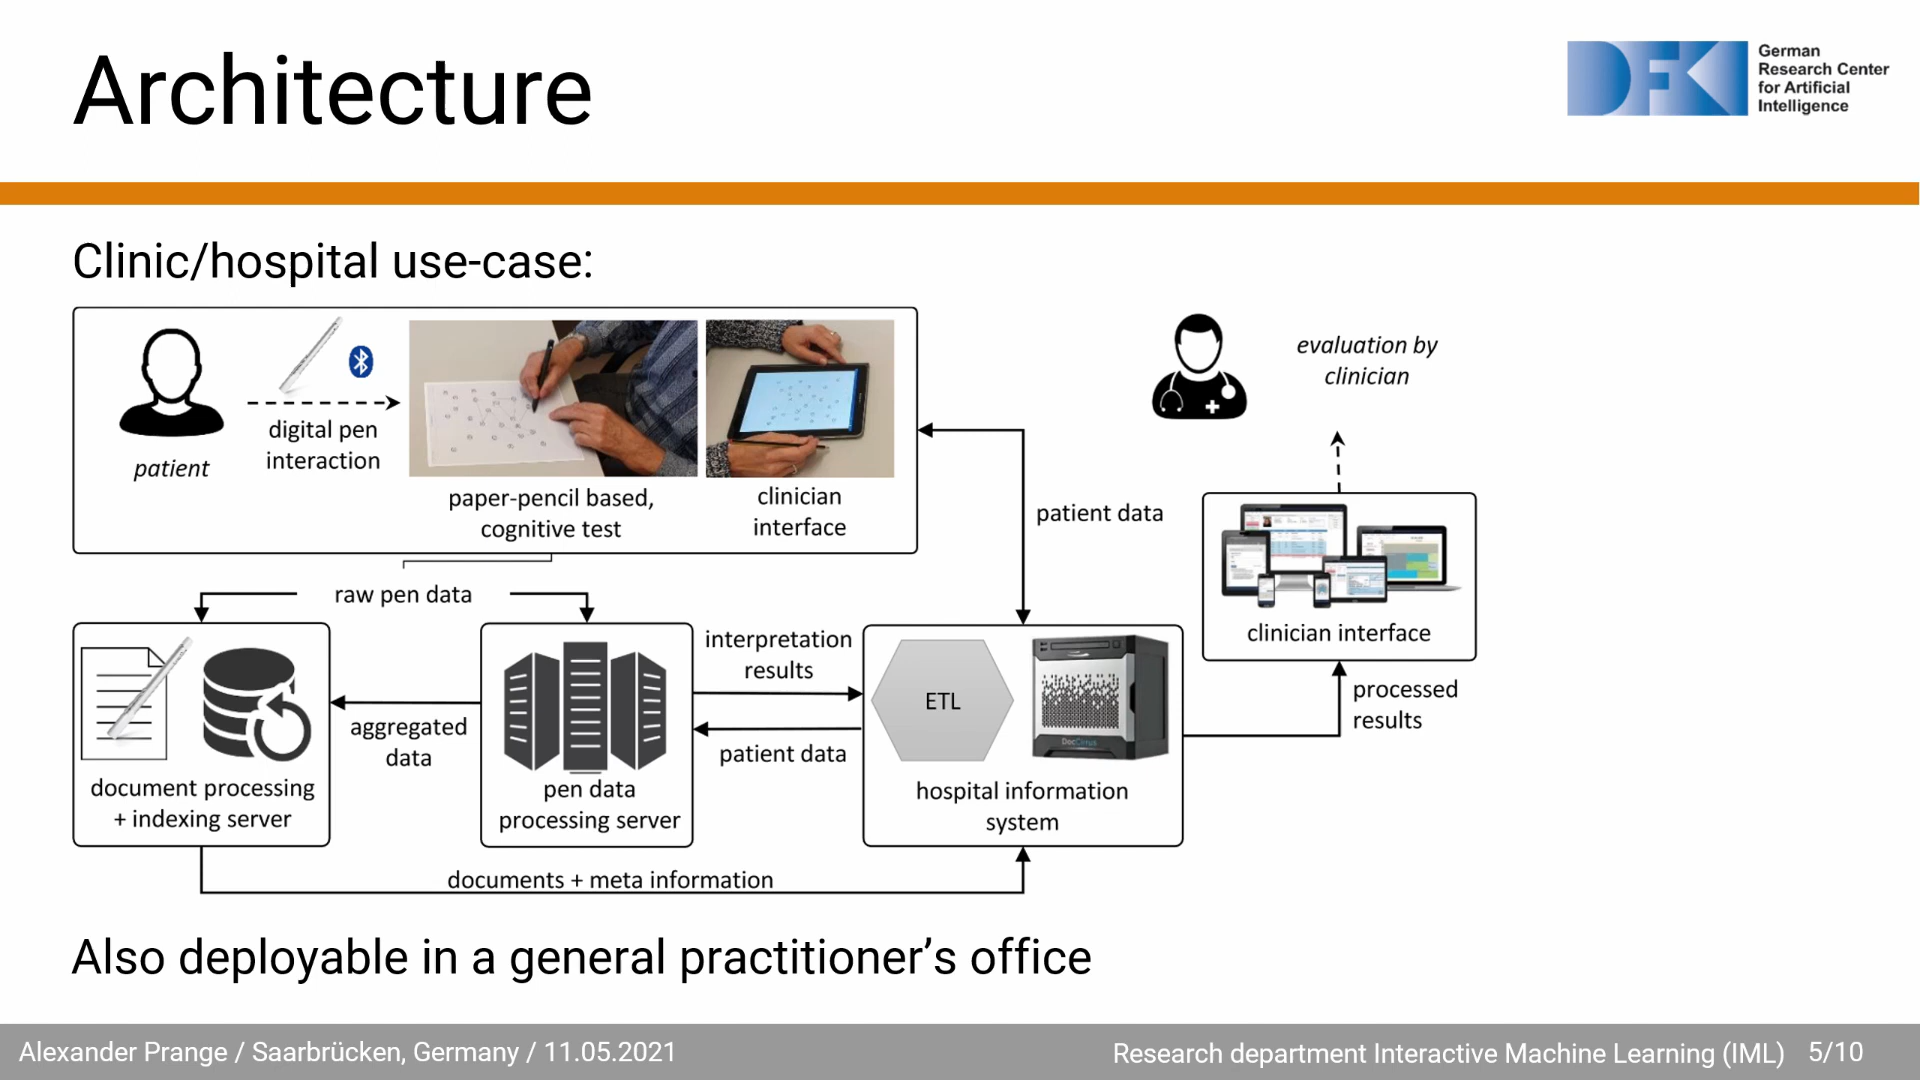 Architecture
German
Research Center
for Artificial
Intelligence
DFK
Clinic/hospital use-case:
patient
digital pen
interaction
paper-pencil based,
cognitive test
clinician
interface
evaluation by
clinician
patient data
raw pen data
clinician interface
interpretation
results
ETL
processed
results
aggregated
data
patient data
document processing
+ indexing server
pen data
processing server
hospital information
system
documents + meta information
Also deployable in a general practitioner’s office
Alexander Prange / Saarbrücken, Germany / 11.05.2021
Research department Interactive Machine Learning (IML) 5/10